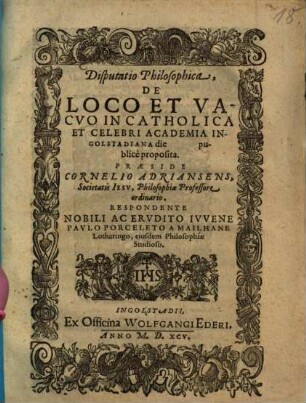 18.
Disputatio Philosophica,
DE
LOCO ET VA-
CVO IN CATHOLICA
ET CELEBRI ACADEMIA IN-
GOLSTADIANA die pu-
blicè proposita.
PRÆSIDE
CORNELIO ADRIANSENS,
Societatis IESV, Philosophiæ Professore
ordinario,
RESPONDENTE
NOBILI AC ERVDITO IVVENE
PAVLO PORCELETO A MAILHANE
Lotharingo, eiusdem Philosophiæ
Studioso.
IHS
INGOLSTADII,
Ex Officina WOLFGANGI EDERI.
ANNO M. D. XCV.